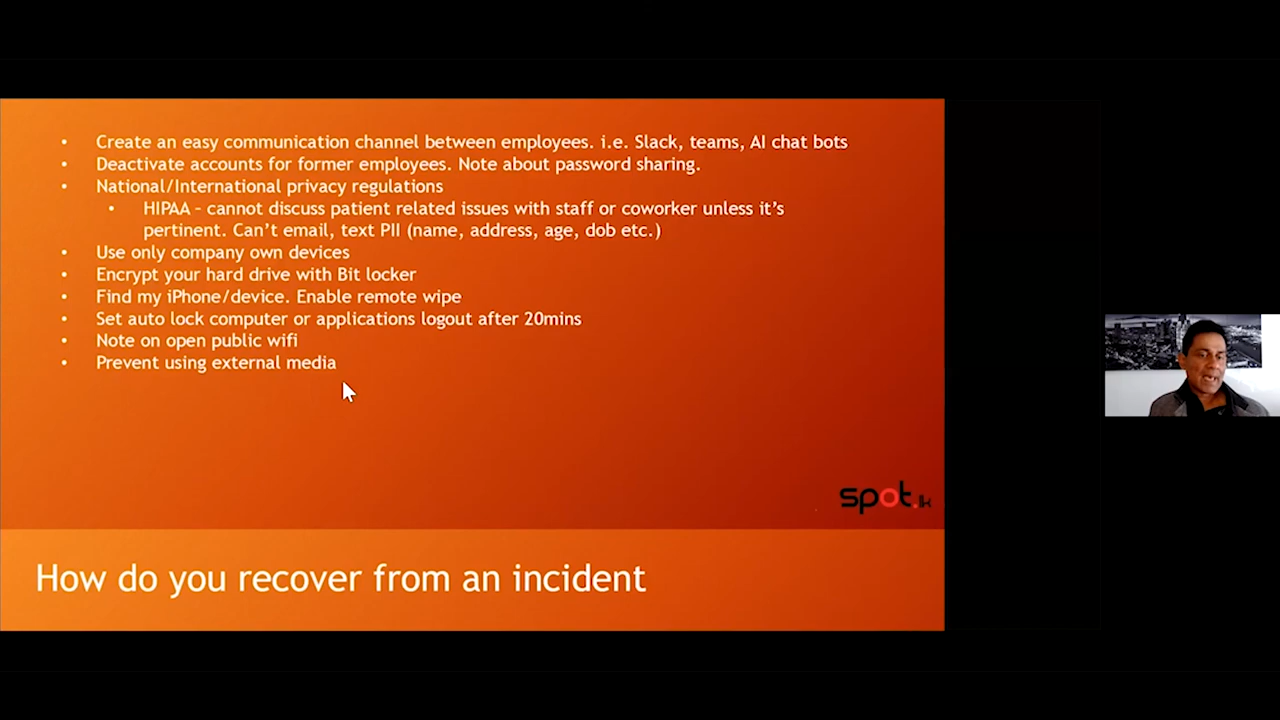 Create an easy communication channel between employees. i.e. Slack, teams, AI chat bots
Deactivate accounts for former employees. Note about password sharing.
National/International privacy regulations
HIPAA – cannot discuss patient related issues with staff or coworker unless it's
pertinent. Can't email, text PII (name, address, age, dob etc.)
Use only company own devices
Encrypt your hard drive with Bit locker
Find my iPhone/device. Enable remote wipe
Set auto lock computer or applications logout after 20mins
Note on open public wifi
Prevent using external media
spot.lk
How do you recover from an incident